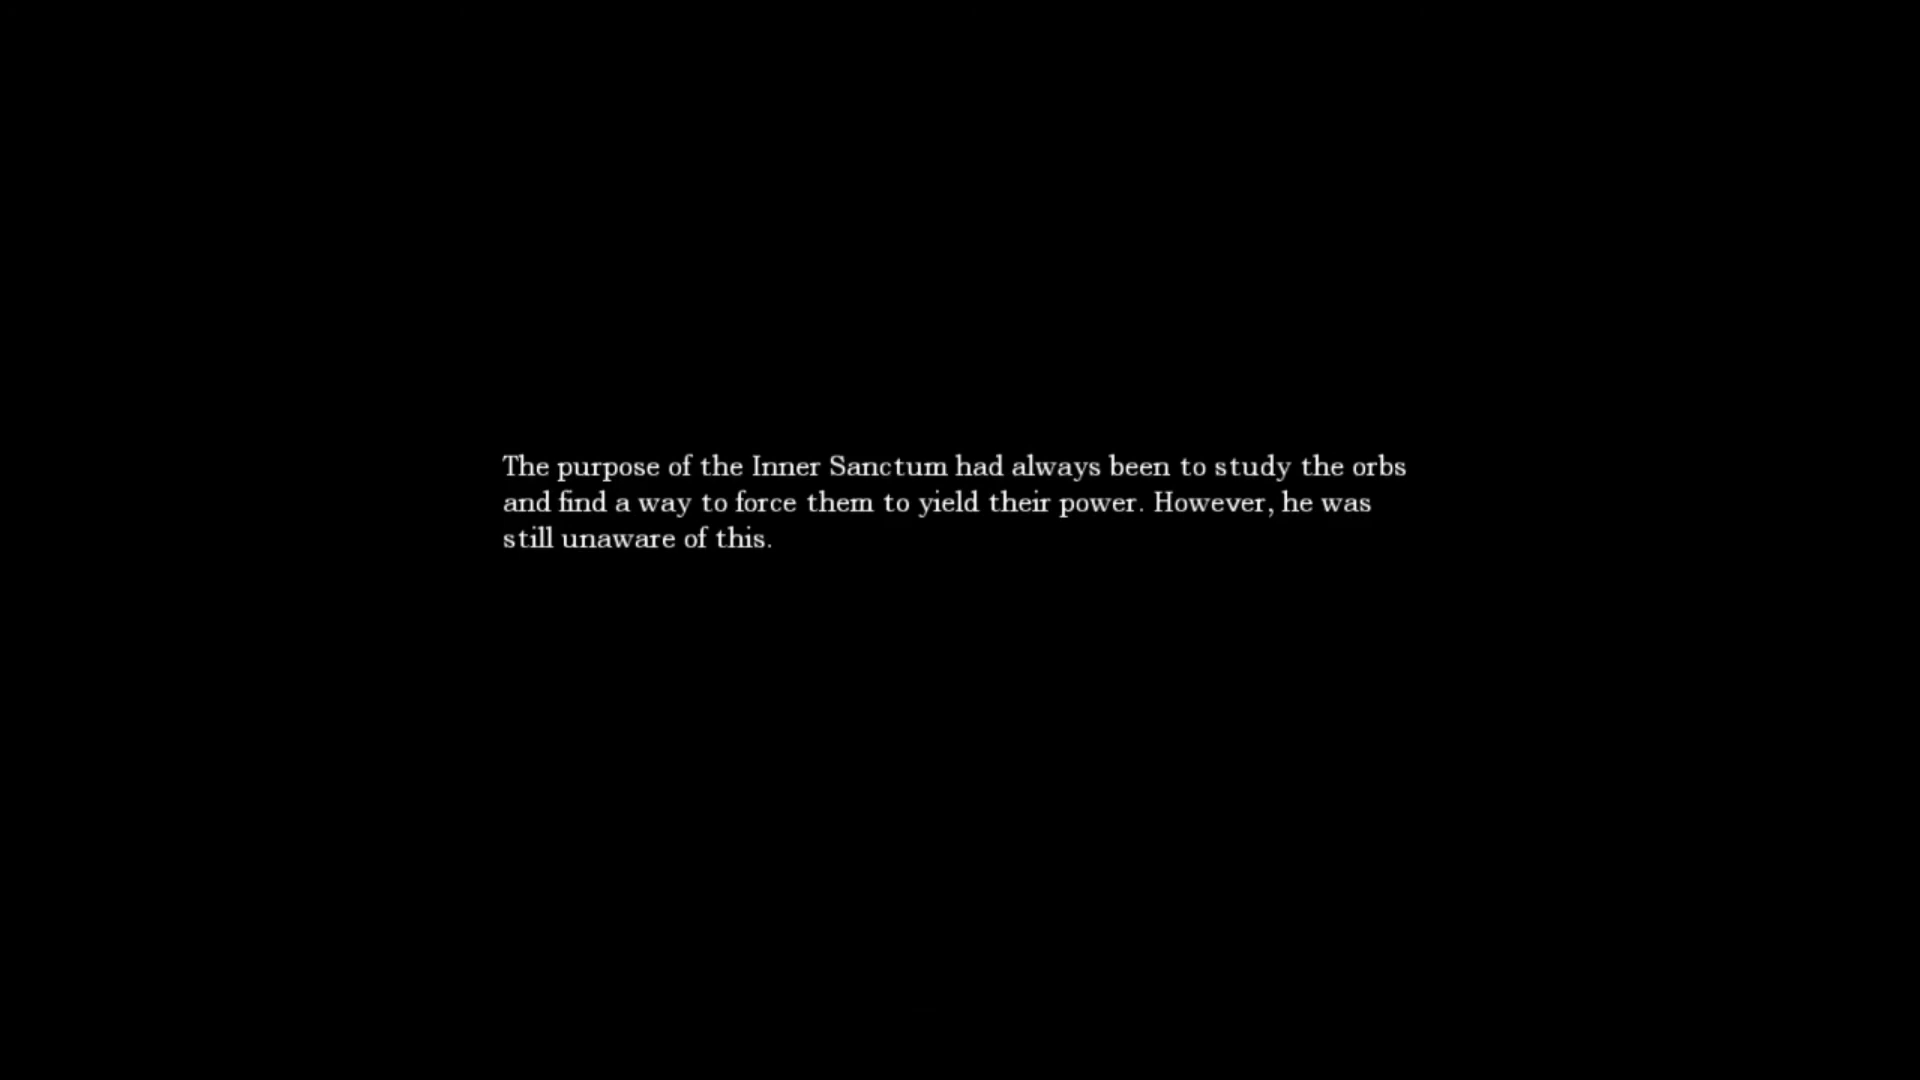 The purpose of the Inner Sanctum had always been to study the orbs
and find a way to force them to yield their power. However, he was
still unaware of this.